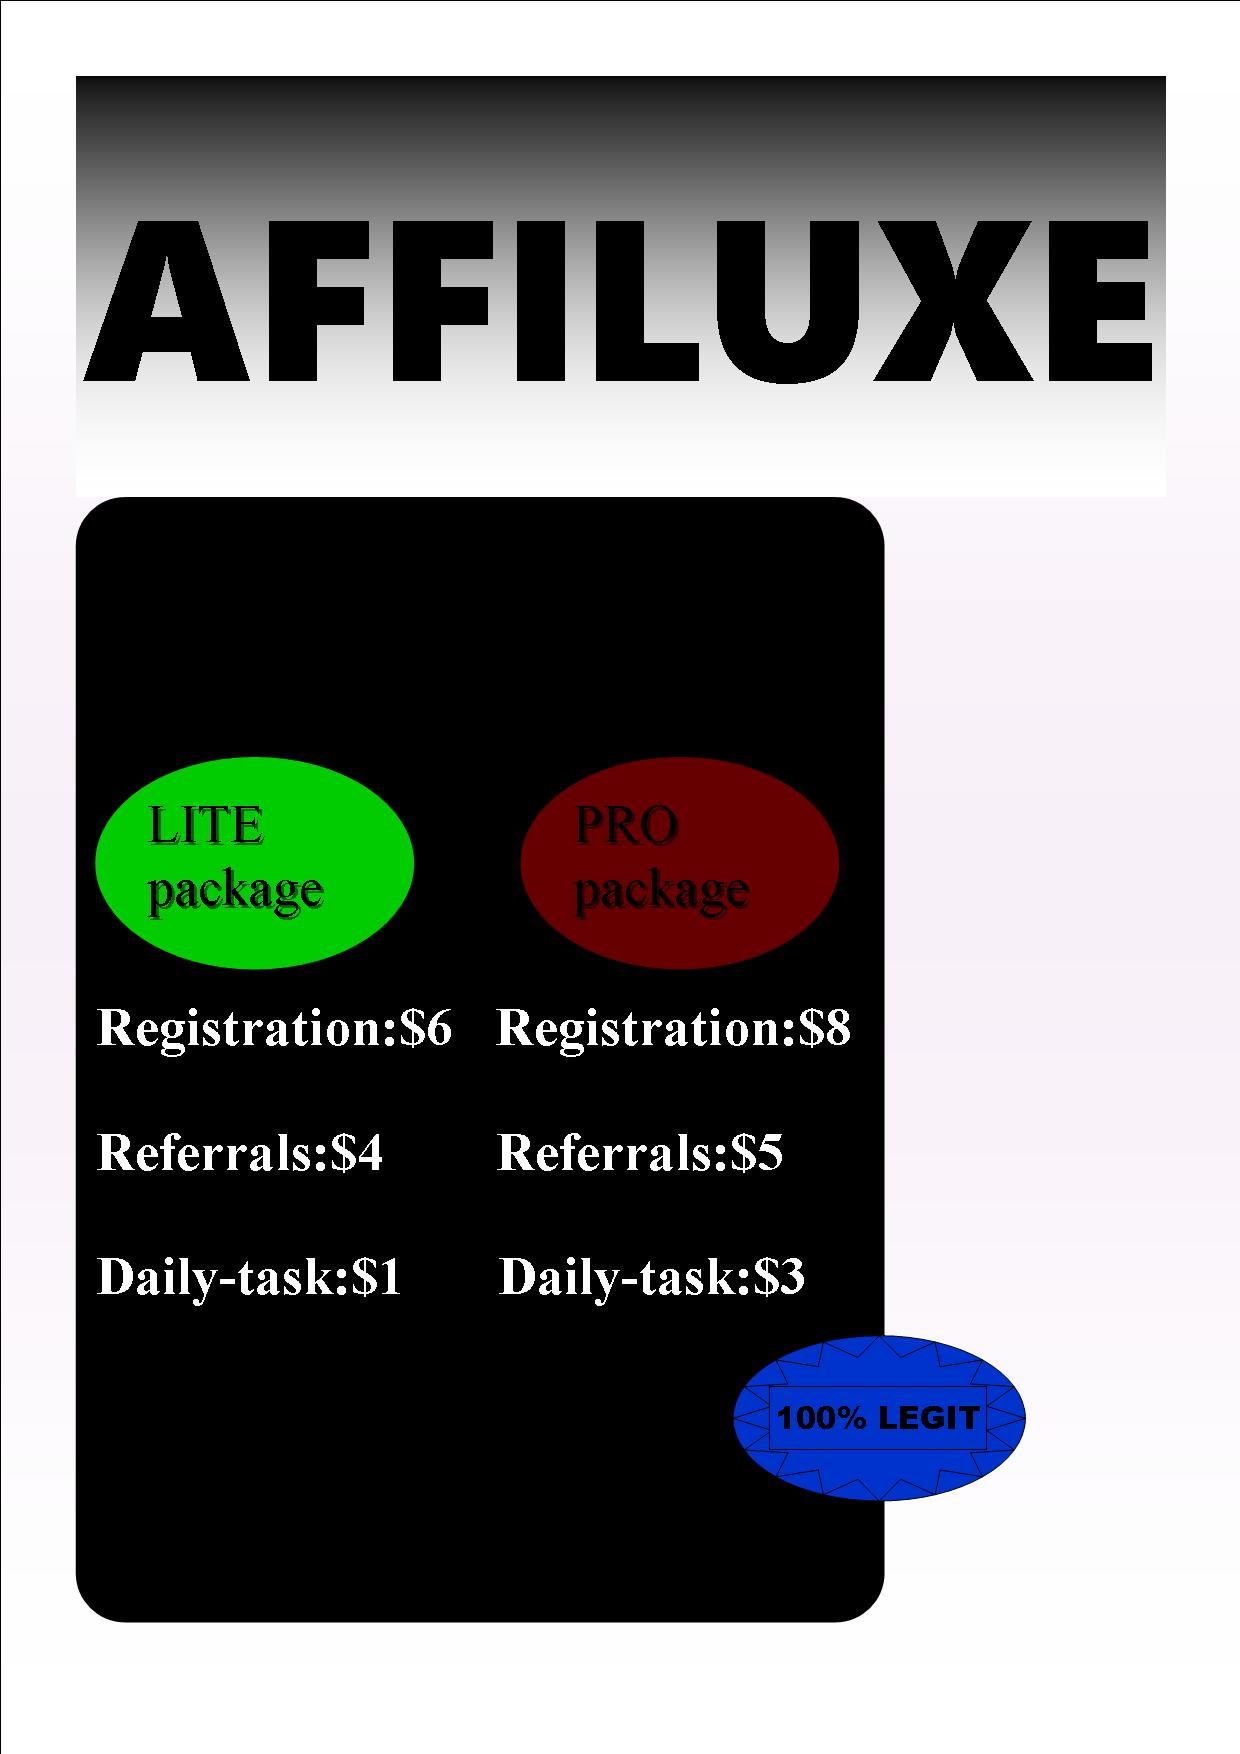 AFFILUXE
LITE
package
PRO
package
Registration:$6
Registration:$8
Referrals:$4
Referrals:$5
Daily-task:$1
Daily-task:$3
100% LEGIT